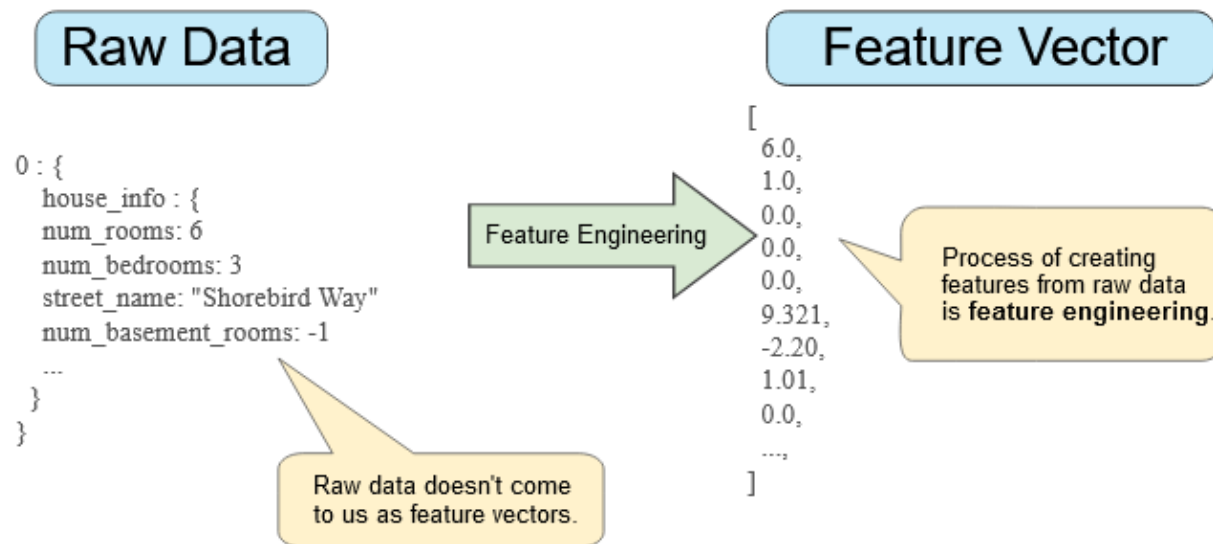 Raw Data
0 : {
house_info : {
num_rooms: 6
num_bedrooms: 3
street_name: "Shorebird Way"
num_basement_rooms: -1
...
}
}
Raw data doesn't come
to us as feature vectors.
Feature Engineering
Feature Vector
[
6.0,
1.0,
0.0,
0.0,
0.0,
9.321,
-2.20,
1.01,
0.0,
...,
]
Process of creating
features from raw data
is feature engineering.